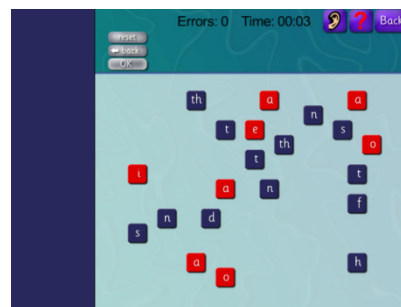 Errors: 0 Time: 00:03 ? Back
reset
back
OK
th a a
n
t e s
th o
t
ı t
a n
f
n d
s
a h
o